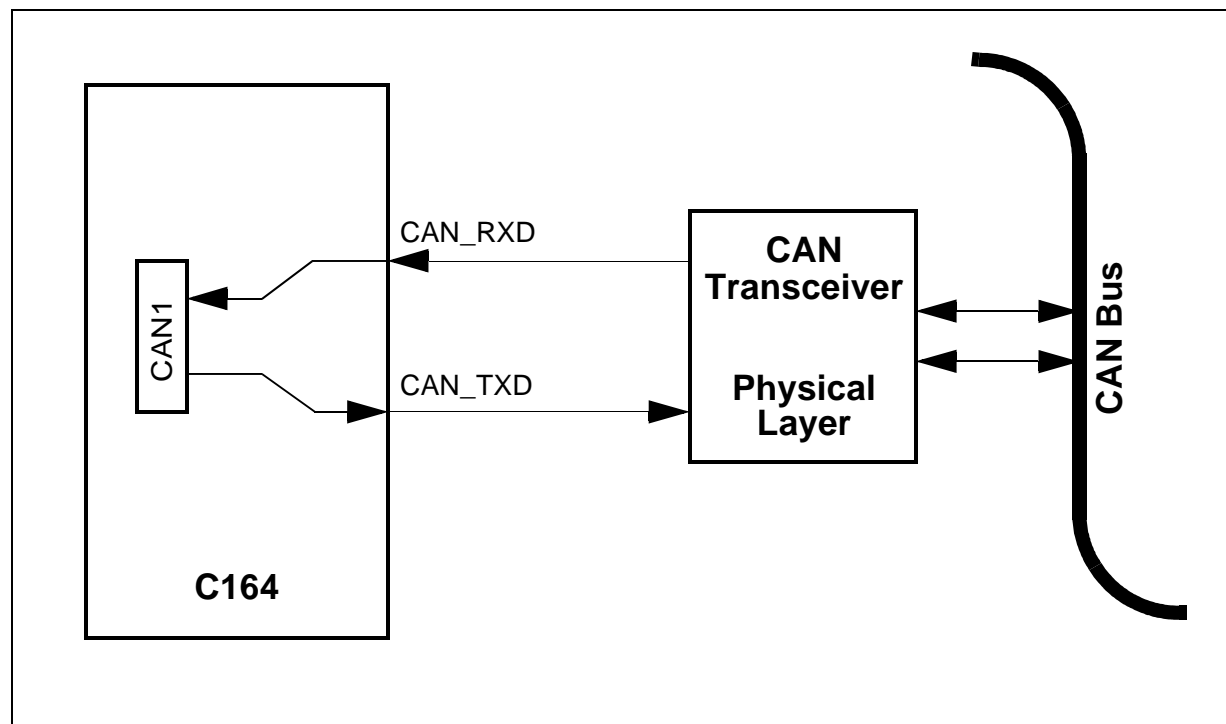 CAN_RXD
CAN
Transceiver
CAN1
CAN Bus
CAN_TXD
Physical
Layer
C164